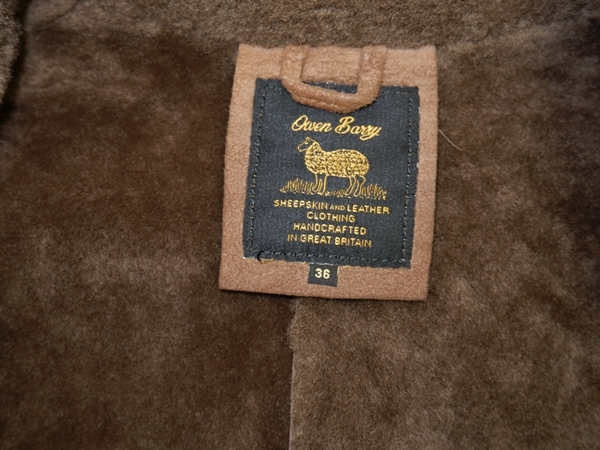 Owen Barry
SHEEPSKIN AND LEATHER
CLOTHING
HANDCRAFTED
IN GREAT BRITAIN
36